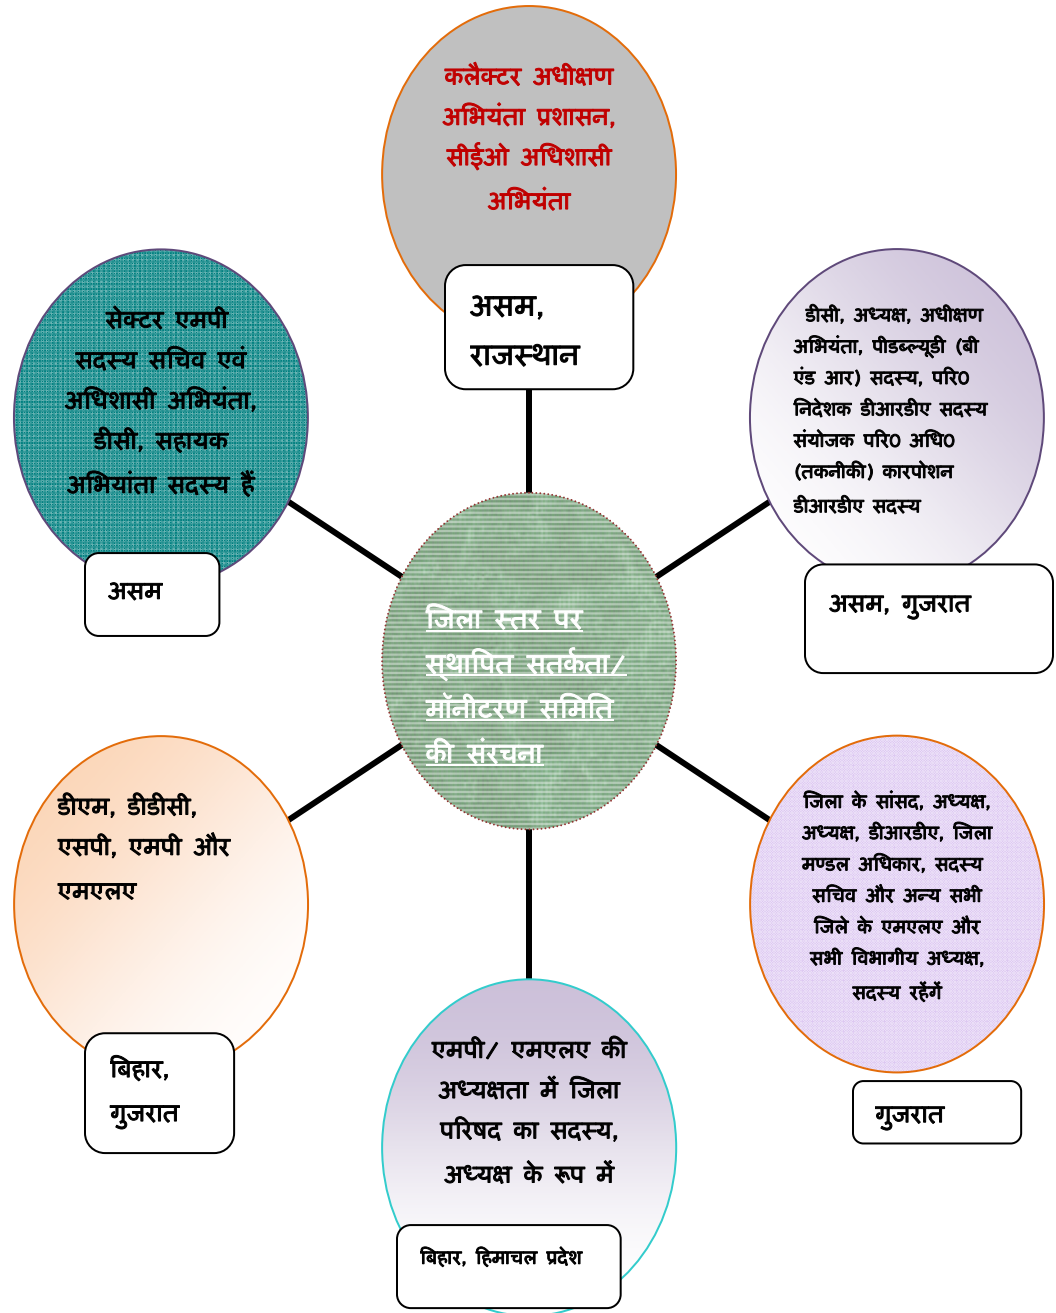 कलैक्टर अधीक्षण
अभियंता प्रशासन,
सीईओ अधिशासी
अभियंता
असम,
राजस्थान
सेक्टर एमपी
सदस्य सचिव एवं
अधिशासी अभियंता,
डीसी, सहायक
अभियांता सदस्य हैं
असम
डीसी, अध्यक्ष, अधीक्षण
अभियंता, पीडब्ल्यूडी (बी
एंड आर) सदस्य, परि0
निदेशक डीआरडीए सदस्य
संयोजक परि0 अधि0
(तकनीकी) कारपोशन
डीआरडीए सदस्य
असम, गुजरात
जिला स्तर पर
स्थापित सतर्कता/
मॉनीटरण समिति
की संरचना
डीएम, डीडीसी,
एसपी, एमपी और
एमएलए
बिहार,
गुजरात
जिला के सांसद, अध्यक्ष,
अध्यक्ष, डीआरडीए, जिला
मण्डल अधिकार, सदस्य
सचिव और अन्य सभी
जिले के एमएलए और
सभी विभागीय अध्यक्ष,
सदस्य रहेंगें
गुजरात
एमपी/ एमएलए की
अध्यक्षता में जिला
परिषद का सदस्य,
अध्यक्ष के रूप में
बिहार, हिमाचल प्रदेश